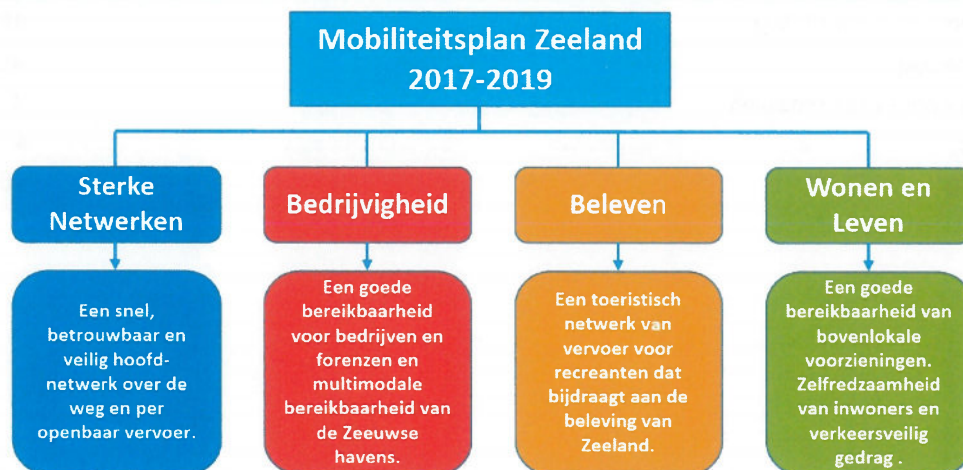 Mobiliteitsplan Zeeland
2017-2019
Sterke
Netwerken
Bedrijvigheid
Beleven
Wonen en
Leven
Een snel,
betrouwbaar en
veilig hoofd-
netwerk over de
weg en per
openbaar vervoer.
Een goede
bereikbaarheid
voor bedrijven en
forenzen en
multimodale
bereikbaarheid van
de Zeeuwse
havens.
Een toeristisch
netwerk van
vervoer voor
recreanten dat
bijdraagt aan de
beleving van
Zeeland.
Een goede
bereikbaarheid van
bovenlokale
voorzieningen.
Zelfredzaamheid
van inwoners en
verkeersveilig
gedrag .